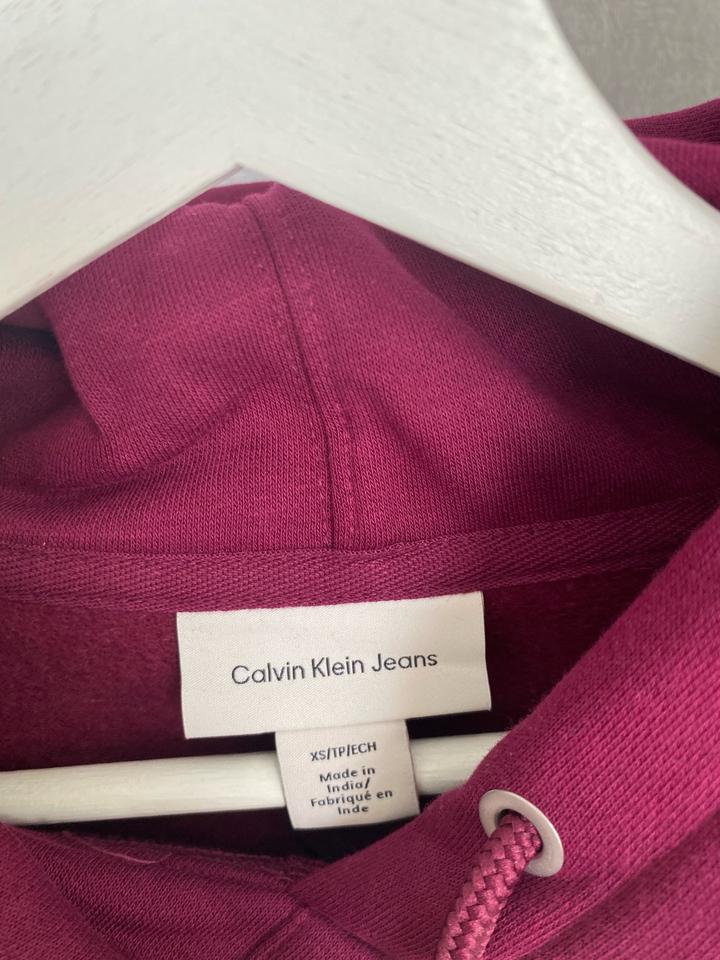 Calvin Klein Jeans
XS/TP/ECH
Made in
India/
Fabriqué en
Inde